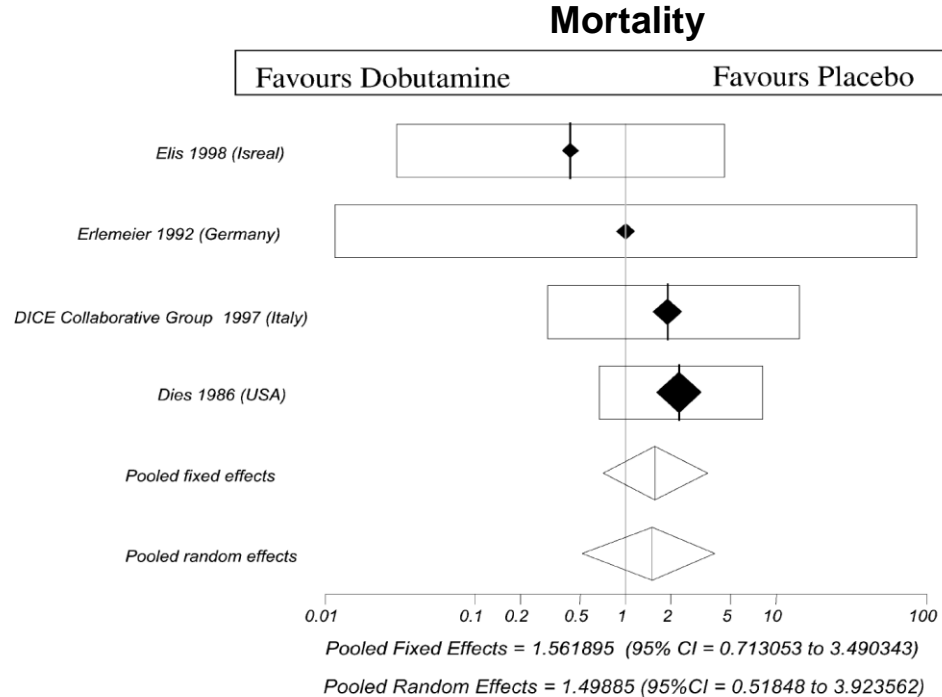 Mortality
Favours Dobutamine Favours Placebo
Elis 1998 (Isreal)
Erlemeier 1992 (Germany)
DICE Collaborative Group 1997 (Italy)
Dies 1986 (USA)
Pooled fixed effects
Pooled random effects
0.01 0.1 0.2 0.5 1 2 5 10 100
Pooled Fixed Effects = 1.561895 (95% CI = 0.713053 to 3.490343)
Pooled Random Effects = 1.49885 (95%CI = 0.51848 to 3.923562)